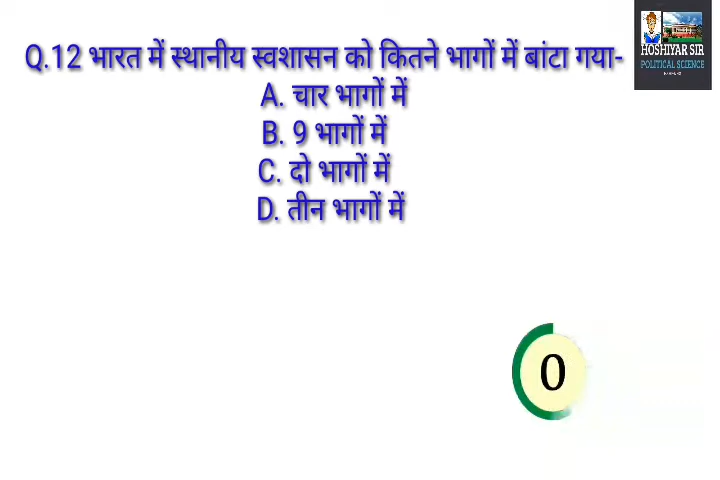 Q.12 भारत में स्थानीय स्वशासन को कितने भागों में बांटा गया-
A. चार भागों में
B. 9 भागों में
C. दो भागों में
D. तीन भागों में
HOSHIYAR SIR
POLITICAL SCIENCE
0